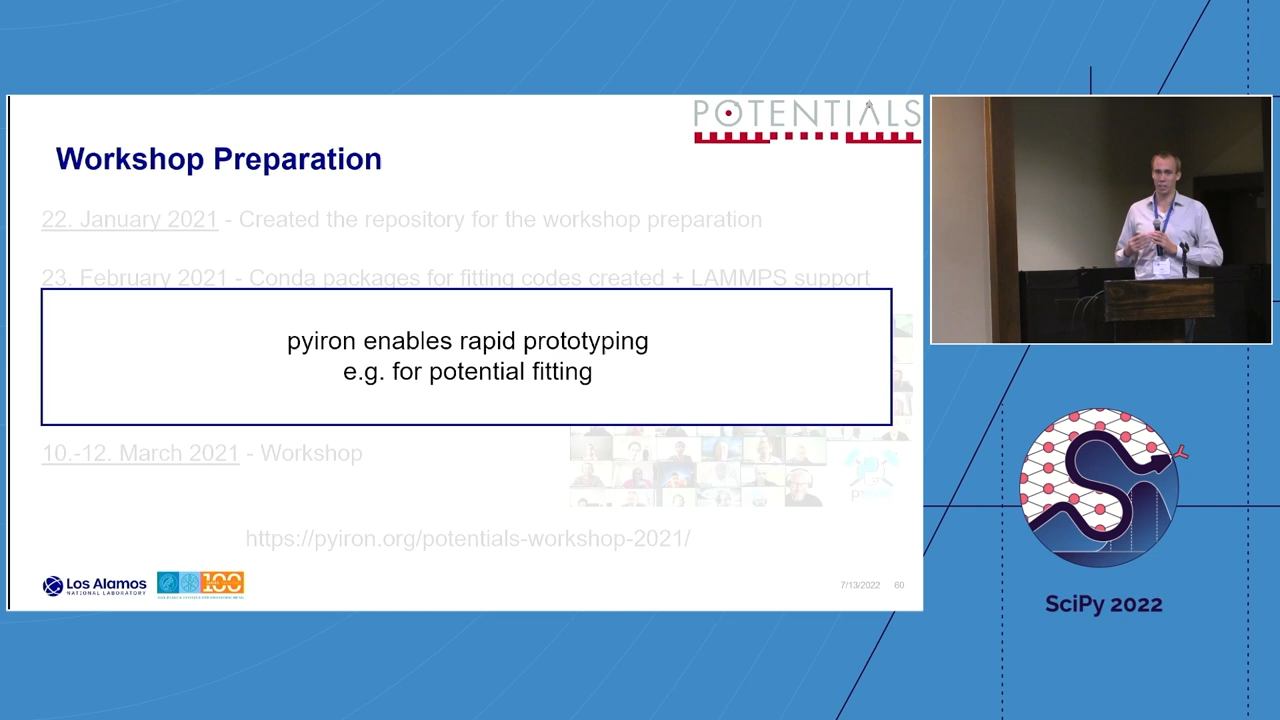 POTENTIALS
Workshop Preparation
22. January 2021 - Created the repository for the workshop preparation
23. February 2021 - Conda packages for fitting codes created + LAMMPS support
pyiron enables rapid prototyping
e.g. for potential fitting
10.-12. March 2021 - Workshop
https://pyiron.org/potentials-workshop-2021/
Los Alamos
NATIONAL LABORATORY
100
7/13/2022 60
SciPy 2022